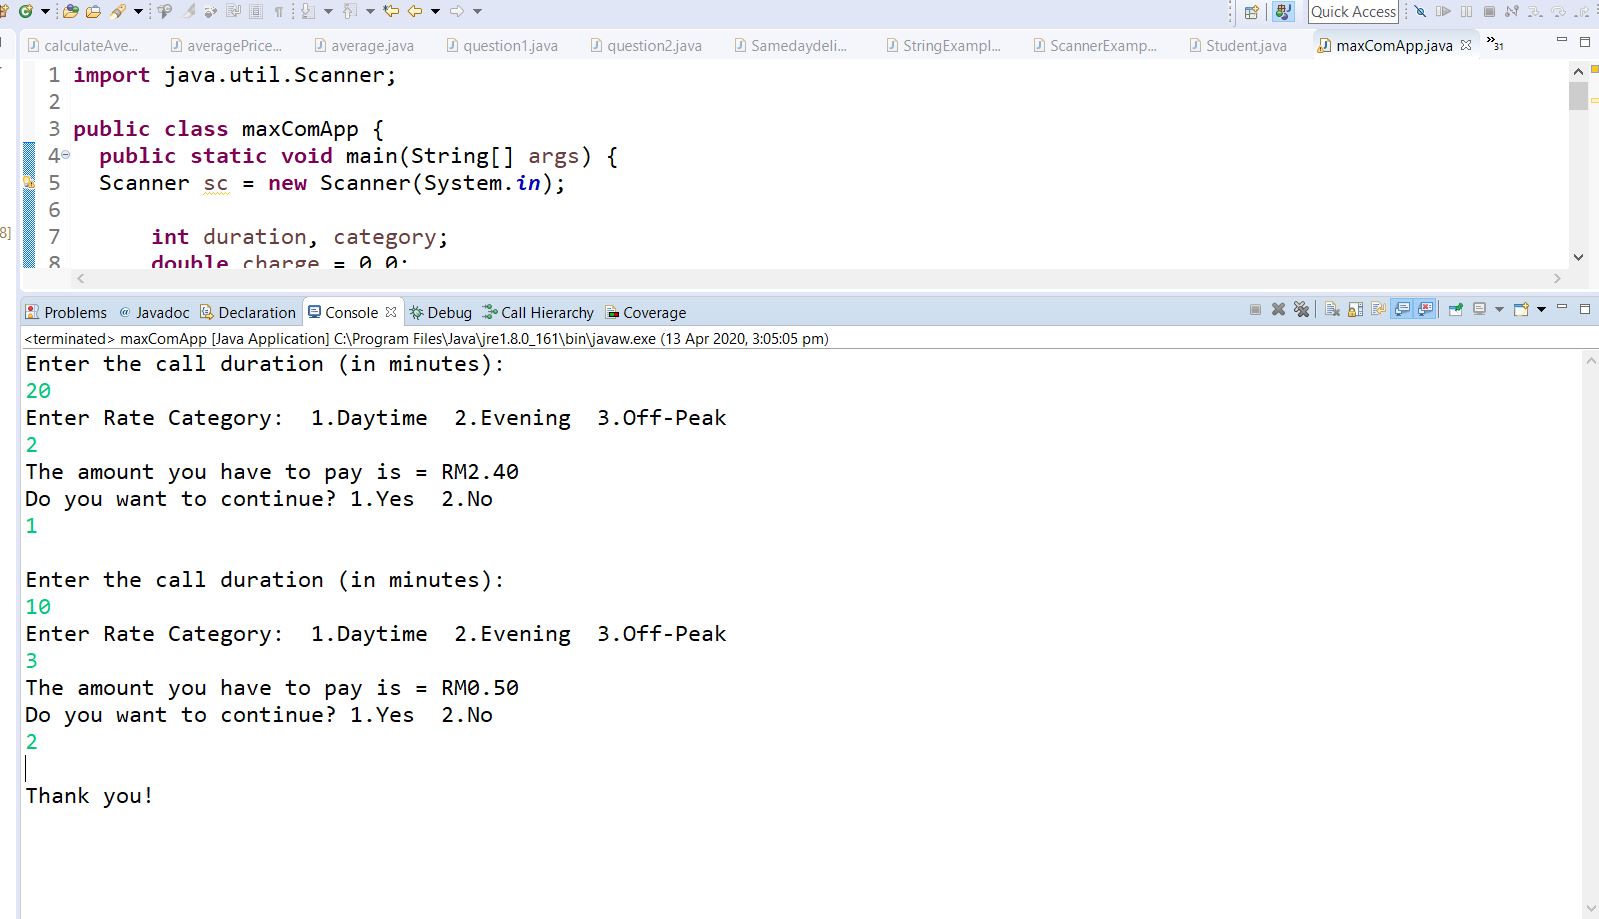 Quick Access
calculateAve... averagePrice... average.java question1.java question2.java Samedaydeli... StringExampl... ScannerExamp... Student.java maxComApp.java »31
1 import java.util.Scanner;
2
3 public class maxComApp {
4 public static void main(String[] args) {
5 Scanner sc = new Scanner(System.in);
6
7 int duration, category;
8 double charge = 0.0;
8]
Problems @ Javadoc Declaration Console Debug Call Hierarchy Coverage
<terminated> maxComApp [Java Application] C:\Program Files\Java\jre1.8.0_161\bin\javaw.exe (13 Apr 2020, 3:05:05 pm)
Enter the call duration (in minutes):
20
Enter Rate Category:  1.Daytime  2.Evening  3.Off-Peak
2
The amount you have to pay is = RM2.40
Do you want to continue? 1.Yes  2.No
1
Enter the call duration (in minutes):
10
Enter Rate Category:  1.Daytime  2.Evening  3.Off-Peak
3
The amount you have to pay is = RM0.50
Do you want to continue? 1.Yes  2.No
2
Thank you!